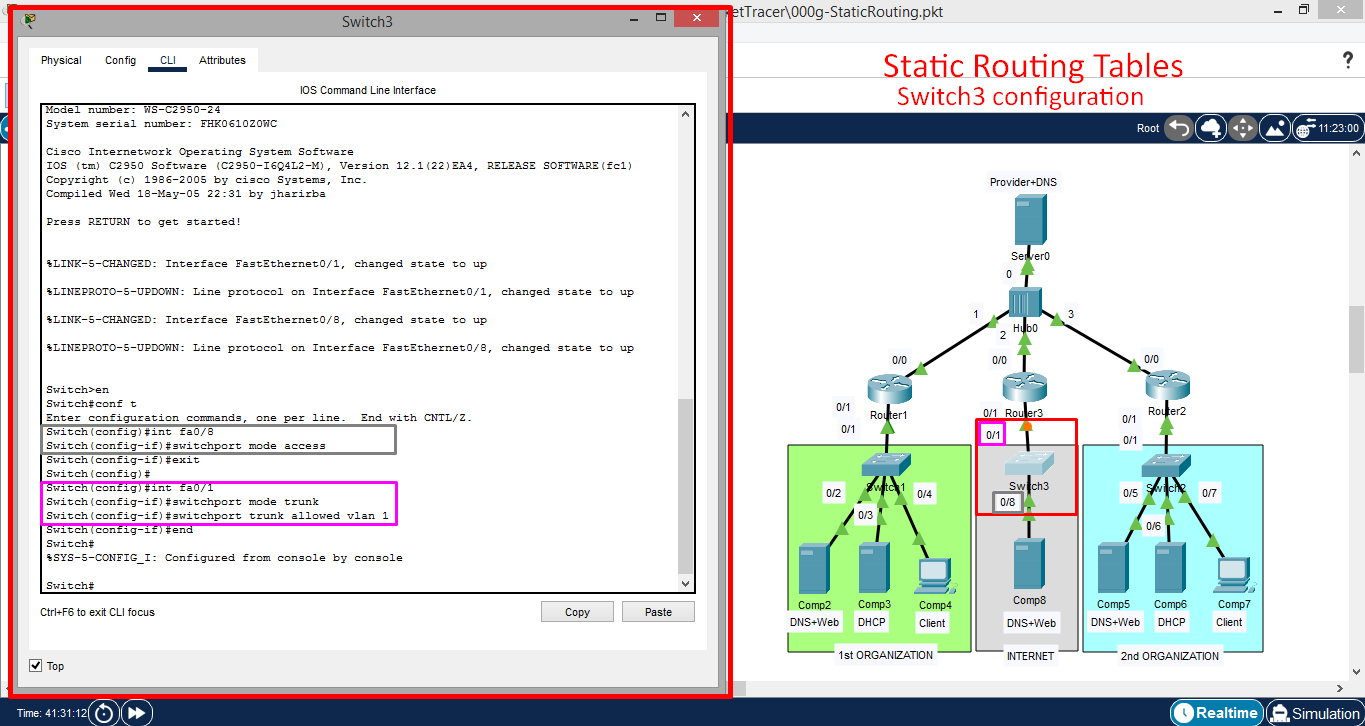 Switch3
etTracer\000g-StaticRouting.pkt
Physical Config CLI Attributes
IOS Command Line Interface
Model number: WS-C2950-24
System serial number: FHK0610Z0WC
Cisco Internetwork Operating System Software
IOS (tm) C2950 Software (C2950-I6Q4L2-M), Version 12.1(22)EA4, RELEASE SOFTWARE(fc1)
Copyright (c) 1986-2005 by cisco Systems, Inc.
Compiled Wed 18-May-05 22:31 by jharirba
Press RETURN to get started!
%LINK-5-CHANGED: Interface FastEthernet0/1, changed state to up
%LINEPROTO-5-UPDOWN: Line protocol on Interface FastEthernet0/1, changed state to up
%LINK-5-CHANGED: Interface FastEthernet0/8, changed state to up
%LINEPROTO-5-UPDOWN: Line protocol on Interface FastEthernet0/8, changed state to up
Switch>en
Switch#conf t
Enter configuration commands, one per line.  End with CNTL/Z.
Switch(config)#int fa0/8
Switch(config-if)#switchport mode access
Switch(config-if)#exit
Switch(config)#
Switch(config)#int fa0/1
Switch(config-if)#switchport mode trunk
Switch(config-if)#switchport trunk allowed vlan 1
Switch(config-if)#end
Switch#
%SYS-5-CONFIG_I: Configured from console by console
Switch#
Ctrl+F6 to exit CLI focus
Copy Paste
Top
Static Routing Tables
Switch3 configuration
?
Root 11:23:00
Provider+DNS
Server0
0
1 3
Hub0
2
0/0 0/0 0/0
Router1 Router3 Router2
0/1 0/1 0/1
0/1 0/1 0/1
Switch1 Switch3 Switch2
0/2 0/4 0/8 0/5 0/7
0/3 0/6
Comp2 Comp3 Comp4 Comp8 Comp5 Comp6 Comp7
DNS+Web DHCP Client DNS+Web DNS+Web DHCP Client
1st ORGANIZATION INTERNET 2nd ORGANIZATION
Time: 41:31:12 Realtime Simulation